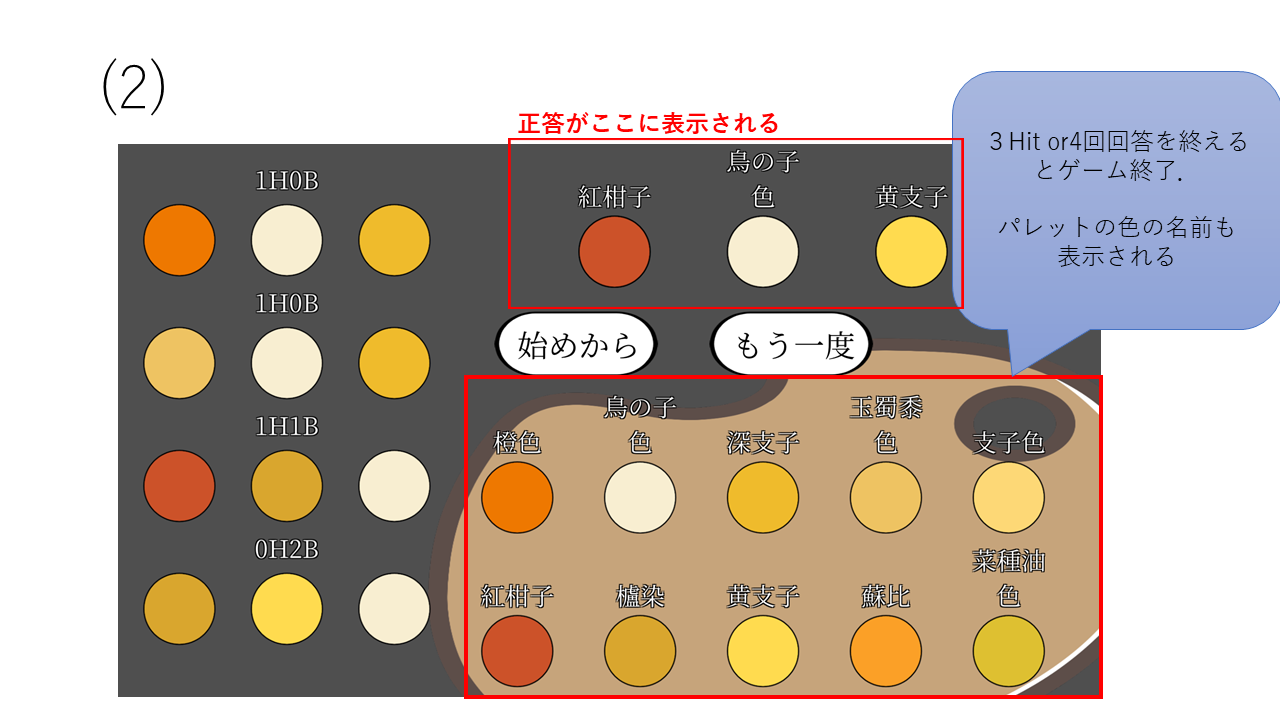 (2)
正答がここに表示される
3 Hit or4回回答を終える
とゲーム終了.
パレットの色の名前も
表示される
1H0B
1H0B
1H1B
0H2B
紅柑子
鳥の子
色
黄支子
始めから
もう一度
橙色
鳥の子
色
深支子
玉蜀黍
色
支子色
紅柑子
櫨染
黄支子
蘇比
菜種油
色